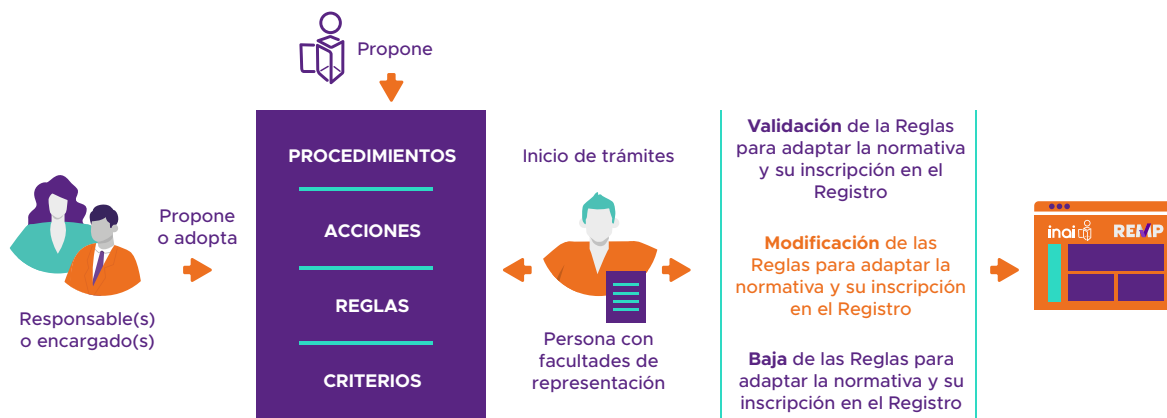 Propone
Responsable(s)
o encargado(s)
Propone
o adopta
PROCEDIMIENTOS
ACCIONES
REGLAS
CRITERIOS
Inicio de trámites
Persona con
facultades de
representación
Validación de la Reglas
para adaptar la normativa
y su inscripción en el
Registro
Modificación de las
Reglas para adaptar la
normativa y su inscripción
en el Registro
Baja de las Reglas para
adaptar la normativa y su
inscripción en el Registro
inai REMP